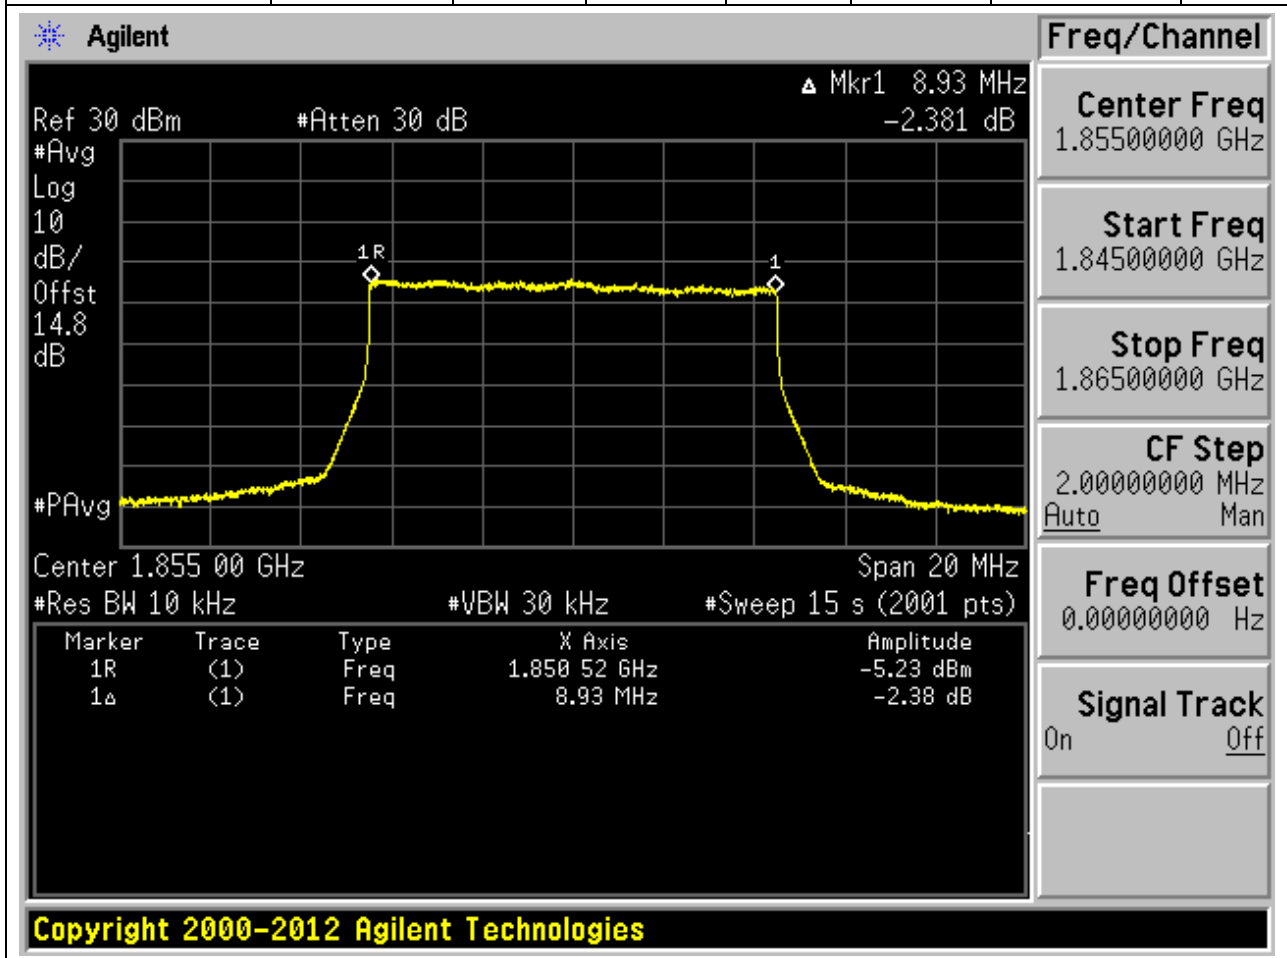 Agilent
Freq/Channel
▵ Mkr1 8.93 MHz
Ref 30 dBm #Atten 30 dB -2.381 dB
#Avg
Log
10
dB/
Offst
14.8
dB
#PAvg
1R
1
Center 1.855 00 GHz Span 20 MHz
#Res BW 10 kHz #VBW 30 kHz #Sweep 15 s (2001 pts)
Marker Trace Type X Axis Amplitude
1R (1) Freq 1.850 52 GHz -5.23 dBm
1▵ (1) Freq 8.93 MHz -2.38 dB
Center Freq
1.85500000 GHz
Start Freq
1.84500000 GHz
Stop Freq
1.86500000 GHz
CF Step
2.00000000 MHz
Auto Man
Freq Offset
0.00000000 Hz
Signal Track
On Off
Copyright 2000-2012 Agilent Technologies